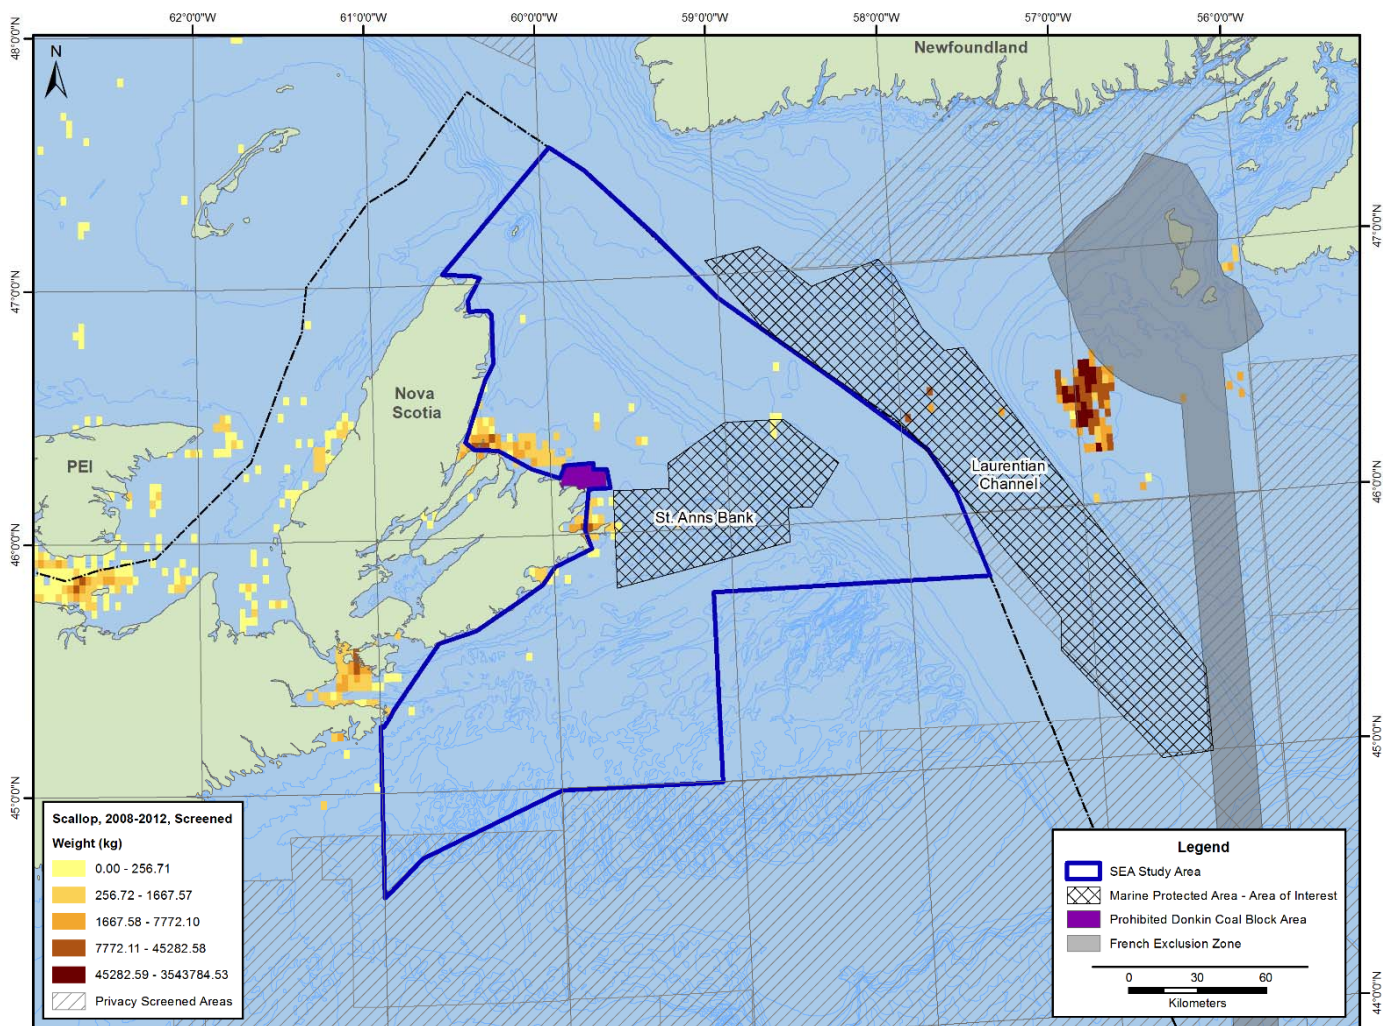 62°0'0"W
61°0'0"W
60°0'0"W
59°0'0"W
58°0'0"W
57°0'0"W
56°0'0"W
48°0'0"N
47°0'0"N
46°0'0"N
45°0'0"N
47°0'0"N
46°0'0"N
45°0'0"N
44°0'0"N
N
Newfoundland
Nova
Scotia
PEI
St. Anns Bank
Laurentian
Channel
Scallop, 2008-2012, Screened
Weight (kg)
0.00 - 256.71
256.72 - 1667.57
1667.58 - 7772.10
7772.11 - 45282.58
45282.59 - 3543784.53
Privacy Screened Areas
Legend
SEA Study Area
Marine Protected Area - Area of Interest
Prohibited Donkin Coal Block Area
French Exclusion Zone
0 30 60
Kilometers